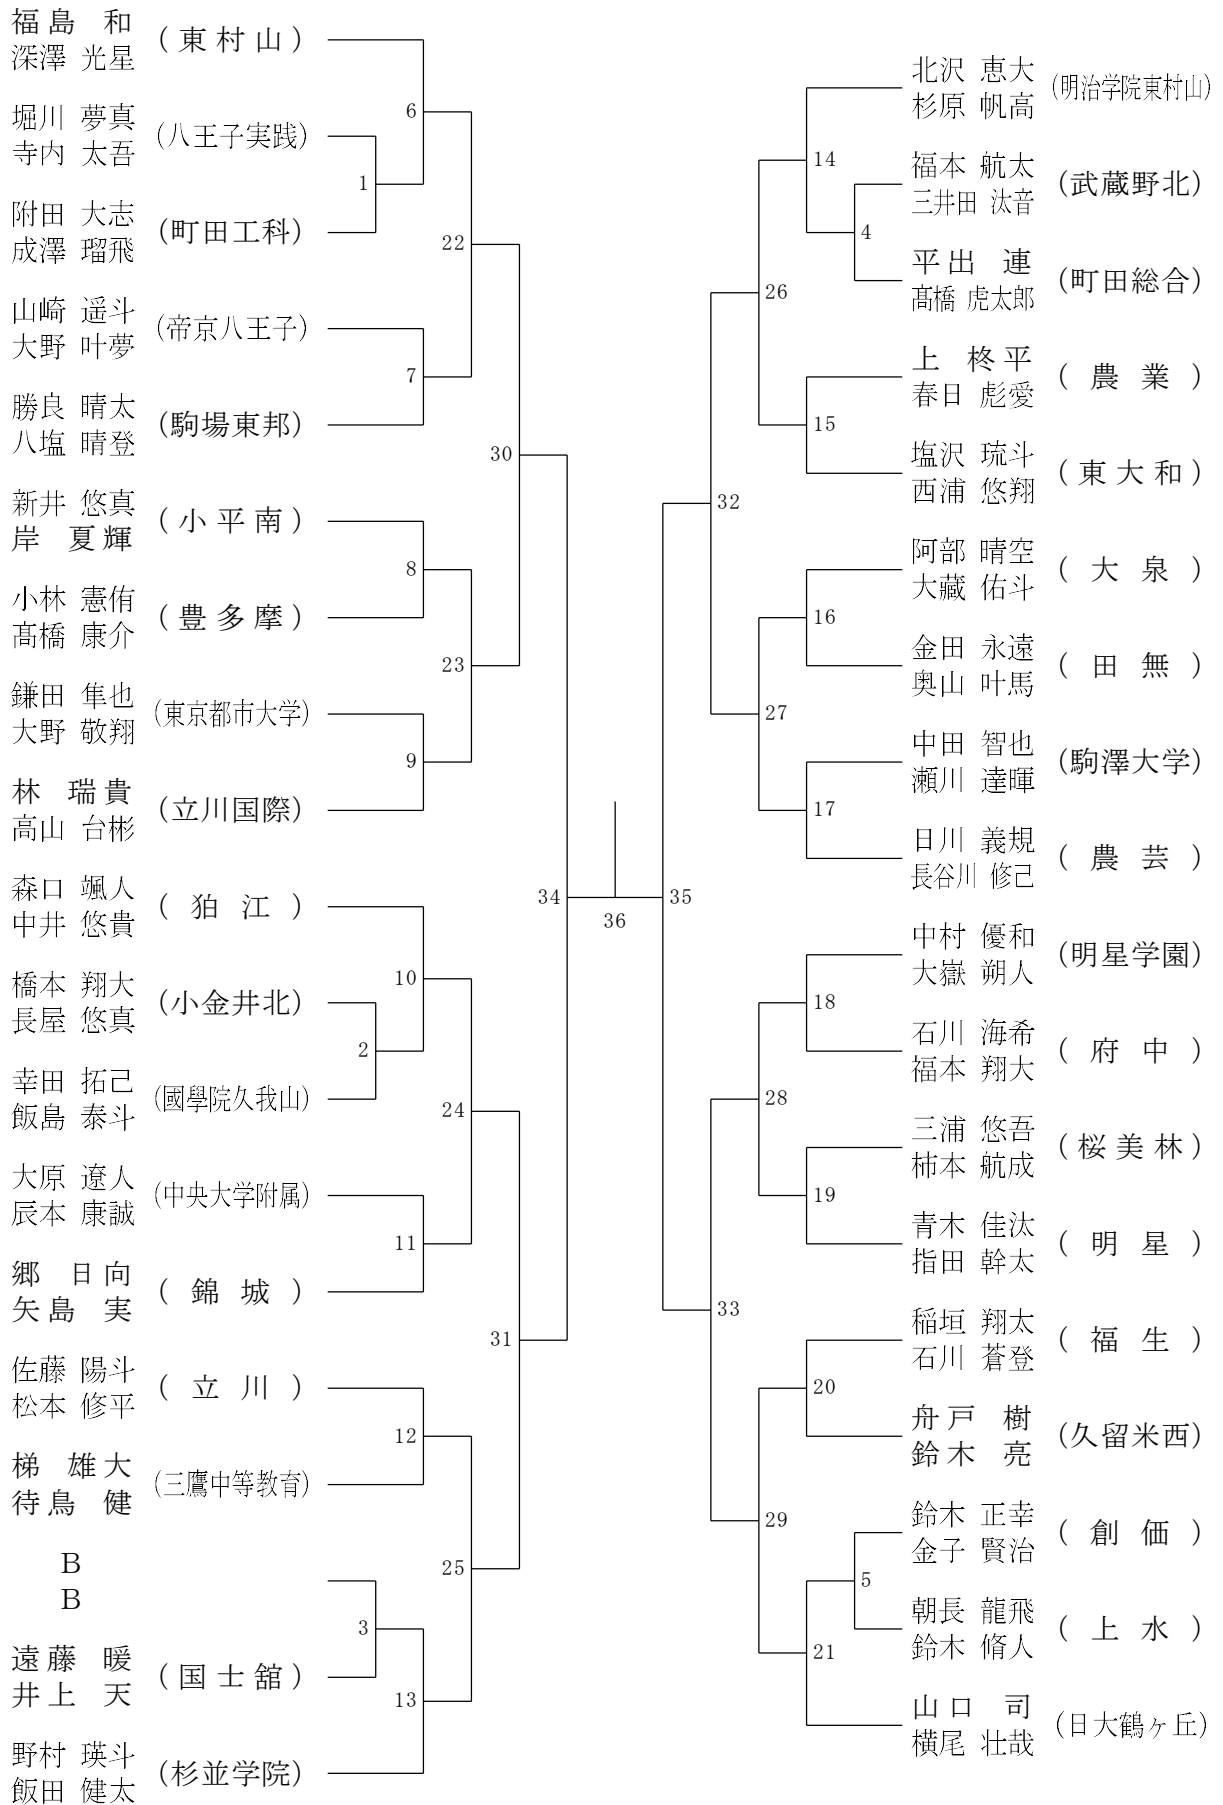 福島 和
深澤 光星
(東村山)
堀川 夢真
寺内 太吾
(八王子実践)
附田 大志
成澤 瑠飛
(町田工科)
山崎 遥斗
大野 叶夢
(帝京八王子)
勝良 晴太
八塩 晴登
(駒場東邦)
新井 悠真
岸 夏輝
(小平南)
小林 憲侑
髙橋 康介
(豊多摩)
鎌田 隼也
大野 敬翔
(東京都市大学)
林 瑞貴
高山 台彬
(立川国際)
森口 颯人
中井 悠貴
(狛江)
橋本 翔大
長屋 悠真
(小金井北)
幸田 拓己
飯島 泰斗
(國學院久我山)
大原 遼人
辰本 康誠
(中央大学附属)
郷 日向
矢島 実
(錦城)
佐藤 陽斗
松本 修平
(立川)
梯 雄大
待鳥 健
(三鷹中等教育)
B
B
遠藤 暖
井上 天
(国士舘)
野村 瑛斗
飯田 健太
(杉並学院)
1
2
3
6
7
8
9
10
11
12
13
22
23
24
25
30
31
34
36
35
32
33
26
27
28
29
14
15
16
17
18
19
20
21
4
5
北沢 恵大
杉原 帆高
(明治学院東村山)
福本 航太
三井田 汰音
(武蔵野北)
平出 連
髙橋 虎太郎
(町田総合)
上 柊平
春日 彪愛
(農業)
塩沢 琉斗
西浦 悠翔
(東大和)
阿部 晴空
大藏 佑斗
(大泉)
金田 永遠
奥山 叶馬
(田無)
中田 智也
瀬川 達暉
(駒澤大学)
日川 義規
長谷川 修己
(農芸)
中村 優和
大嶽 朔人
(明星学園)
石川 海希
福本 翔大
(府中)
三浦 悠吾
柿本 航成
(桜美林)
青木 佳汰
指田 幹太
(明星)
稲垣 翔太
石川 蒼登
(福生)
舟戸 樹
鈴木 亮
(久留米西)
鈴木 正幸
金子 賢治
(創価)
朝長 龍飛
鈴木 脩人
(上水)
山口 司
横尾 壮哉
(日大鶴ヶ丘)